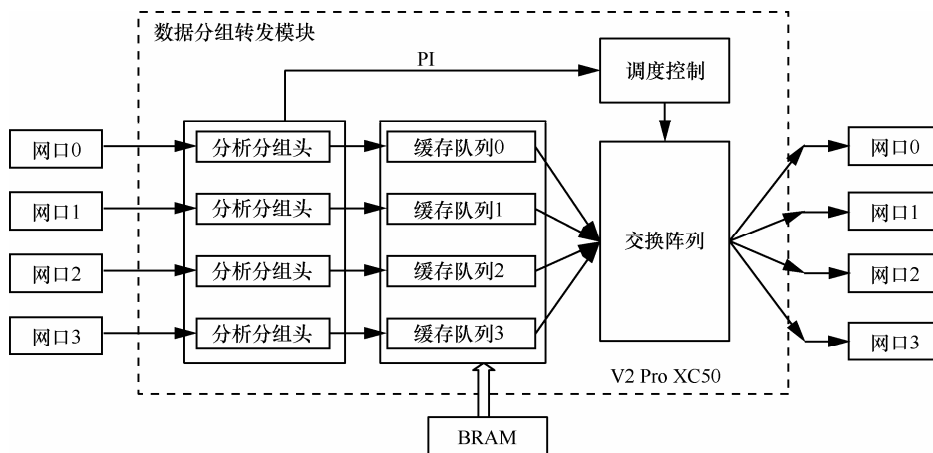 数据分组转发模块
PI
调度控制
网口0 分析分组头 缓存队列0 网口0
网口1 分析分组头 缓存队列1 网口1
交换阵列
网口2 分析分组头 缓存队列2 网口2
网口3 分析分组头 缓存队列3 网口3
V2 Pro XC50
BRAM